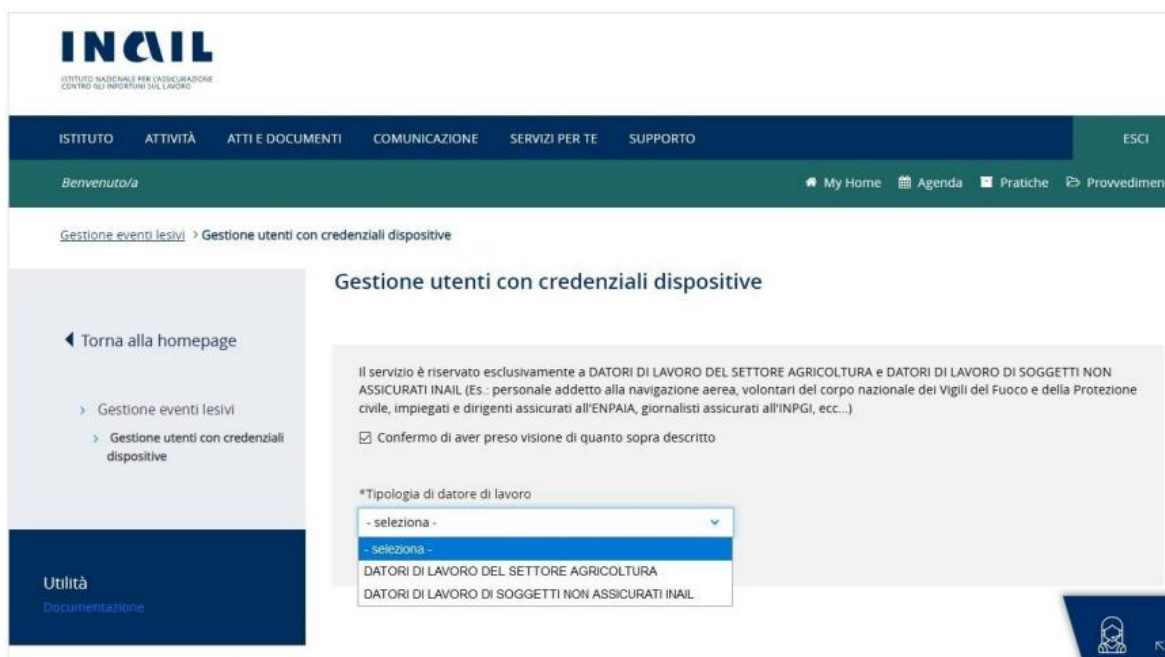 INAIL
ISTITUTO NAZIONALE PER L'ASSICURAZIONE
CONTRO GLI INFORTUNI SUL LAVORO
ISTITUTO ATTIVITÀ ATTI E DOCUMENTI COMUNICAZIONE SERVIZI PER TE SUPPORTO ESCI
Benvenuto/a My Home Agenda Pratiche Provvedimen
Gestione eventi lesivi > Gestione utenti con credenziali dispositive
Gestione utenti con credenziali dispositive
Torna alla homepage
Gestione eventi lesivi
Gestione utenti con credenziali
dispositive
Il servizio è riservato esclusivamente a DATORI DI LAVORO DEL SETTORE AGRICOLTURA e DATORI DI LAVORO DI SOGGETTI NON
ASSICURATI INAIL (Es.: personale addetto alla navigazione aerea, volontari del corpo nazionale dei Vigili del Fuoco e della Protezione
civile, impiegati e dirigenti assicurati all'ENPAIA, giornalisti assicurati all'INPGI, ecc...)
Confermo di aver preso visione di quanto sopra descritto
*Tipologia di datore di lavoro
- seleziona -
- seleziona -
DATORI DI LAVORO DEL SETTORE AGRICOLTURA
DATORI DI LAVORO DI SOGGETTI NON ASSICURATI INAIL
Utilità
Documentazione